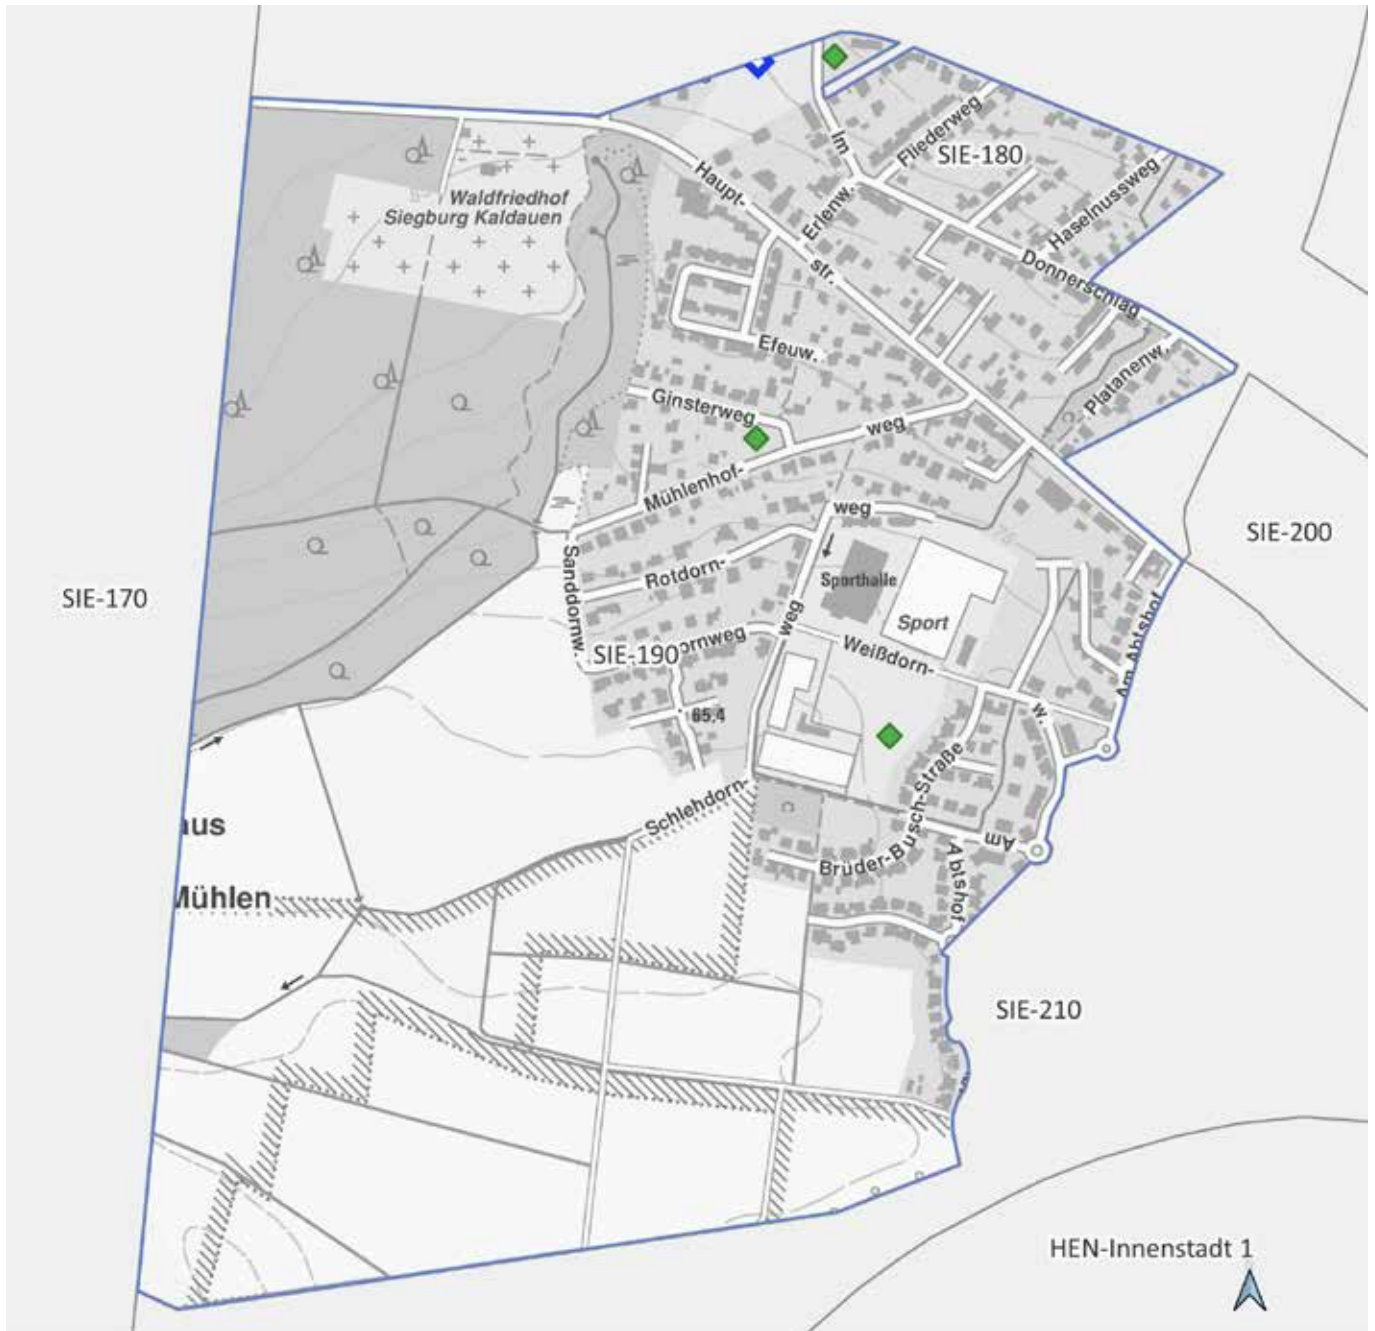 Fliederweg
Im
SIE-180
Haupt-
Haselnussweg
Waldfriedhof
Siegburg Kaldauen
Erlenw.
str.
Donnerschlag
Efeuw.
Platanenw.
Ginsterweg
weg
Mühlenhof-
weg
SIE-200
Sanddornw.
Rotdorn-
Sporthalle
SIE-170
weg
Sport
Am Abtshof
SIE-190
ornweg
Weißdorn-
65.4
w.
Schlehdorn-
Brüder-Busch-Straße
aus
Am
Abtshof
Mühlen
SIE-210
HEN-Innenstadt 1